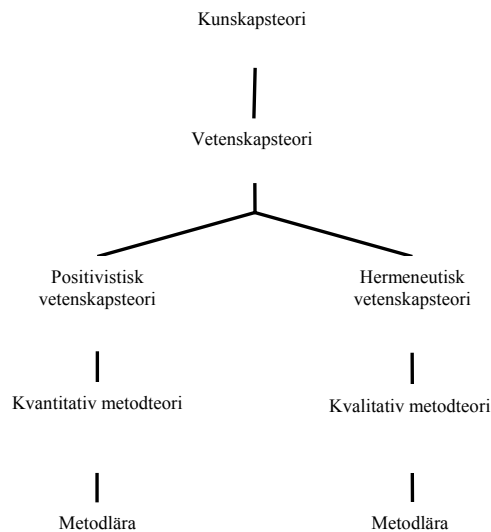 Kunskapsteori
Vetenskapsteori
Positivistisk
vetenskapsteori
Hermeneutisk
vetenskapsteori
Kvantitativ metodteori
Kvalitativ metodteori
Metodlära
Metodlära